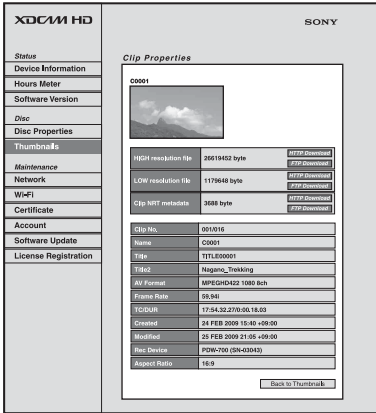 XDCAM HD
SONY
Status
Device Information
Hours Meter
Software Version
Disc
Disc Properties
Thumbnails
Maintenance
Network
Wi-Fi
Certificate
Account
Software Update
License Registration
Clip Properties
C0001
HIGH resolution file 26619452 byte HTTP Download
FTP Download
LOW resolution file 1179648 byte HTTP Download
FTP Download
Clip NRT metadata 3688 byte HTTP Download
FTP Download
Clip No. 001/016
Name C0001
Title TITLE00001
Title2 Nagano_Trekking
AV Format MPEGHD422 1080 8ch
Frame Rate 59.94i
TC/DUR 17:54.32.27/0:00.18.03
Created 24 FEB 2009 15:40 +09:00
Modified 25 FEB 2009 21:05 +09:00
Rec Device PDW-700 (SN-03043)
Aspect Ratio 16:9
Back to Thumbnails